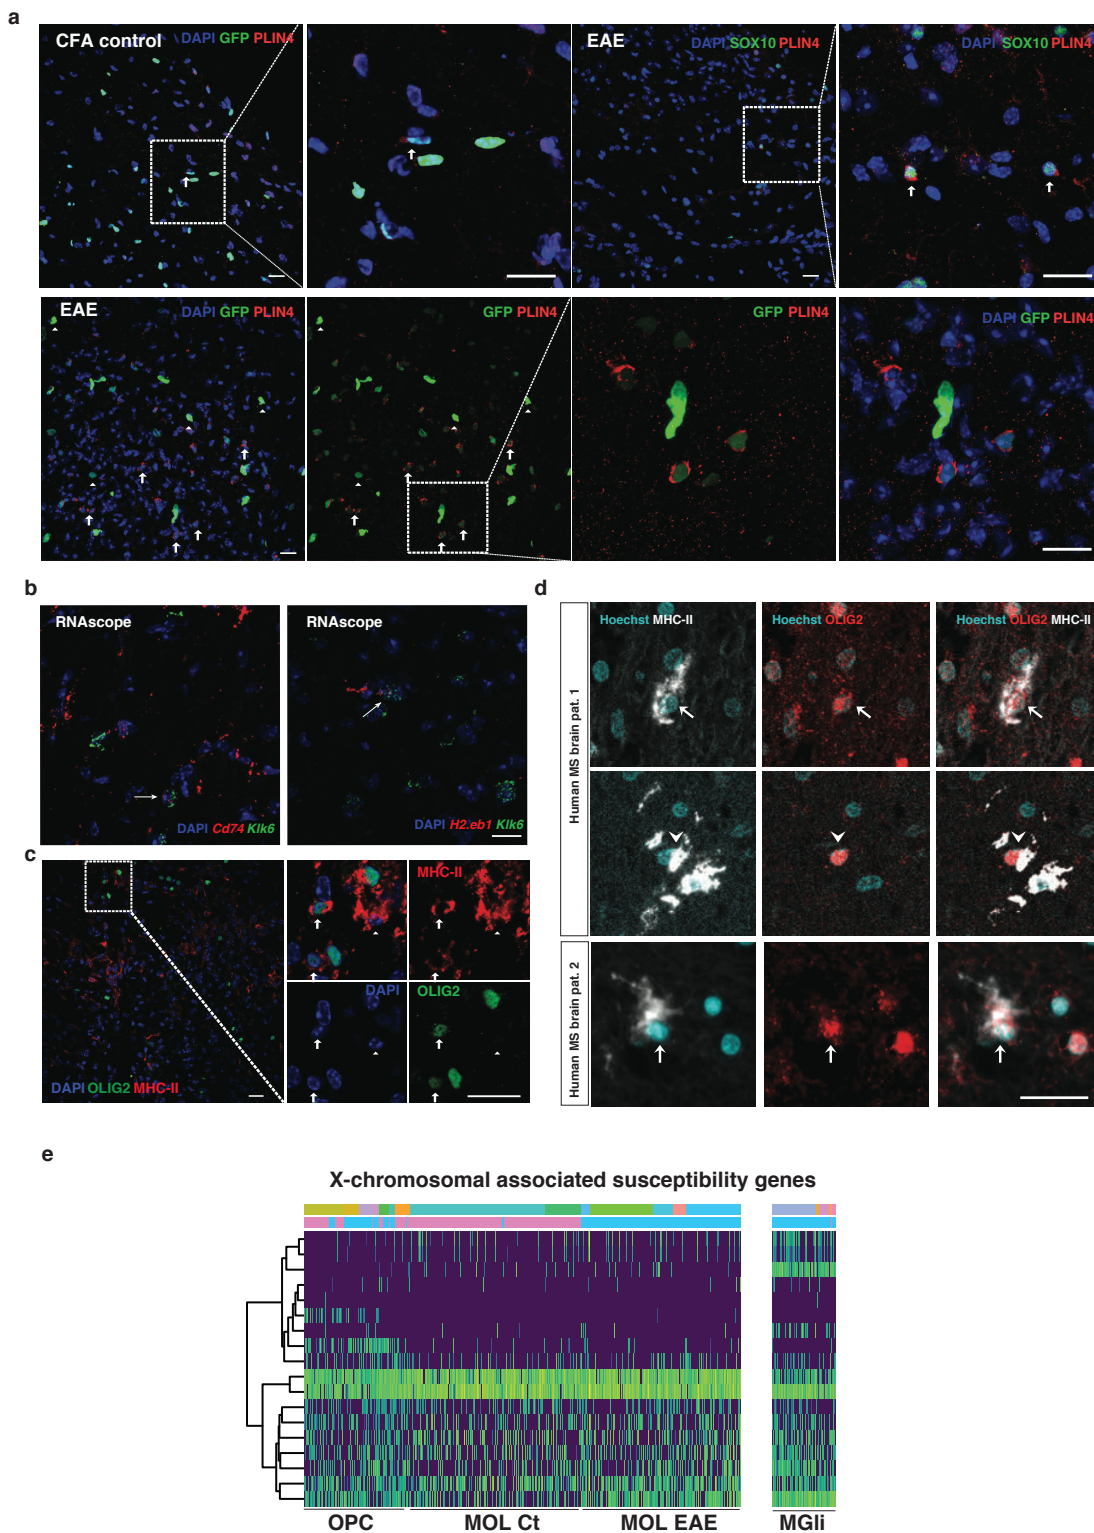 a
CFA control
DAPI GFP PLIN4
EAE
DAPI SOX10 PLIN4
DAPI SOX10 PLIN4
EAE
DAPI GFP PLIN4
GFP PLIN4
GFP PLIN4
DAPI GFP PLIN4
b
RNAscope
DAPI Cd74 Klk6
RNAscope
DAPI H2.eb1 Klk6
c
DAPI OLIG2 MHC-II
MHC-II
DAPI
OLIG2
d
Human MS brain pat. 1
Hoechst MHC-II
Hoechst OLIG2
Hoechst OLIG2 MHC-II
Human MS brain pat. 2
e
X-chromosomal associated susceptibility genes
OPC
MOL Ct
MOL EAE
MGli